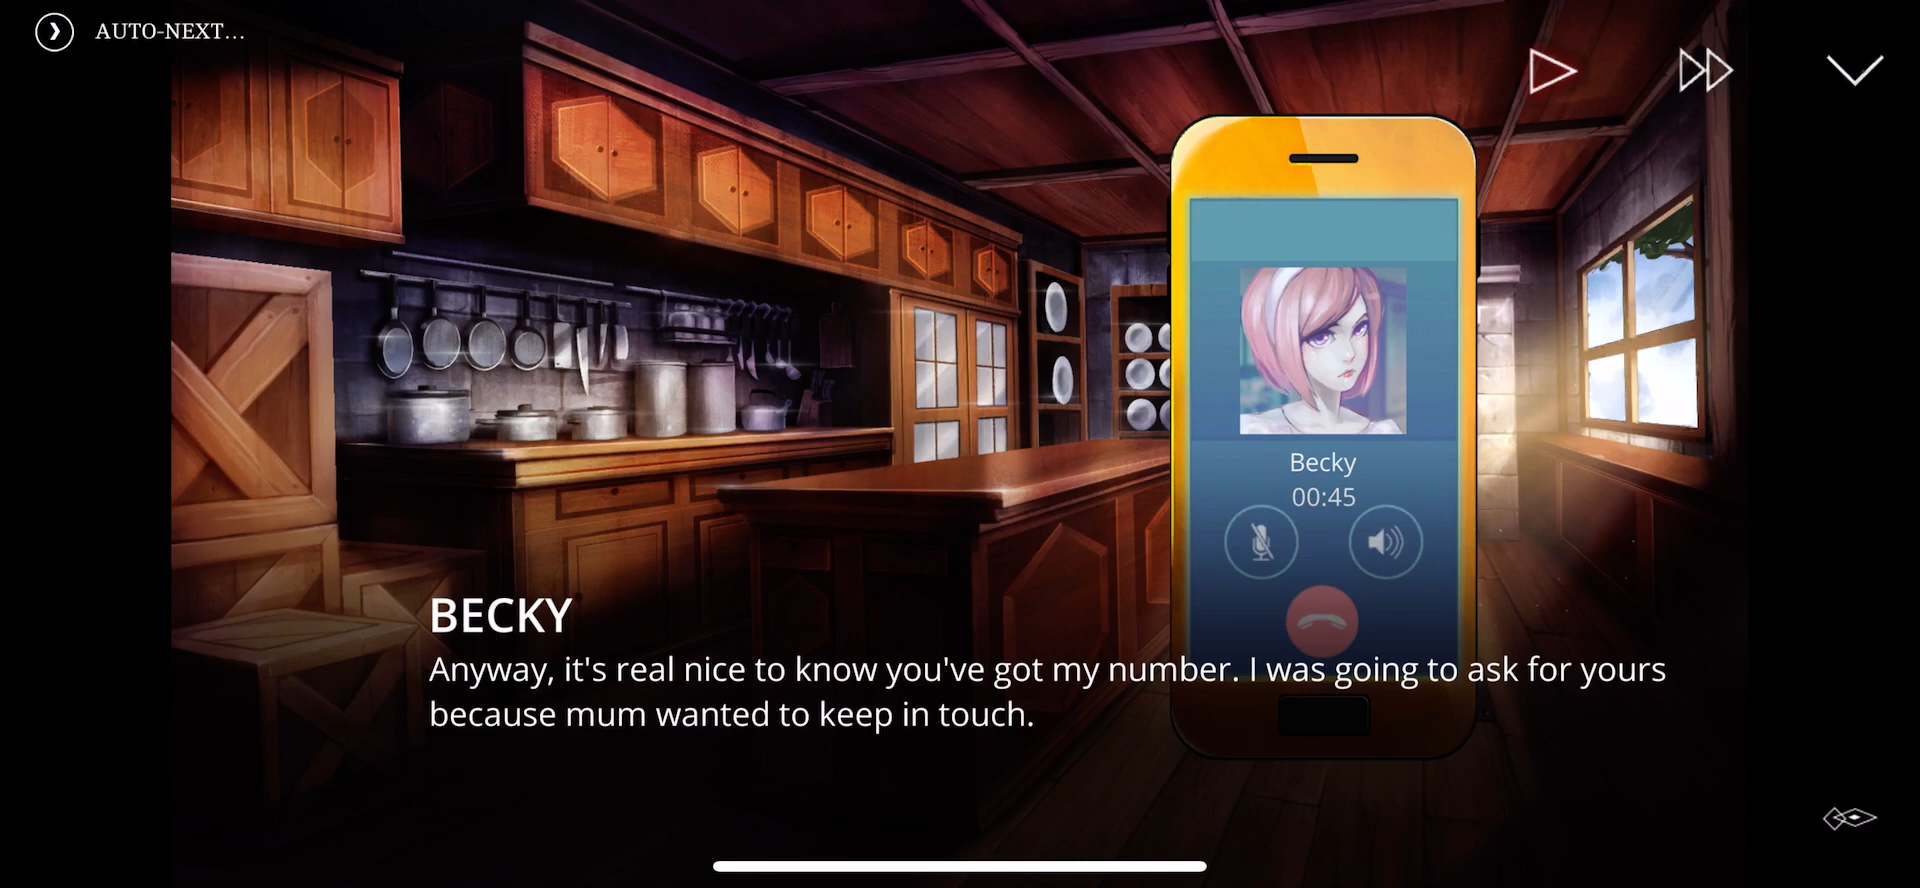 AUTO-NEXT...
Becky
00:45
BECKY
Anyway, it's real nice to know you've got my number. I was going to ask for yours
because mum wanted to keep in touch.